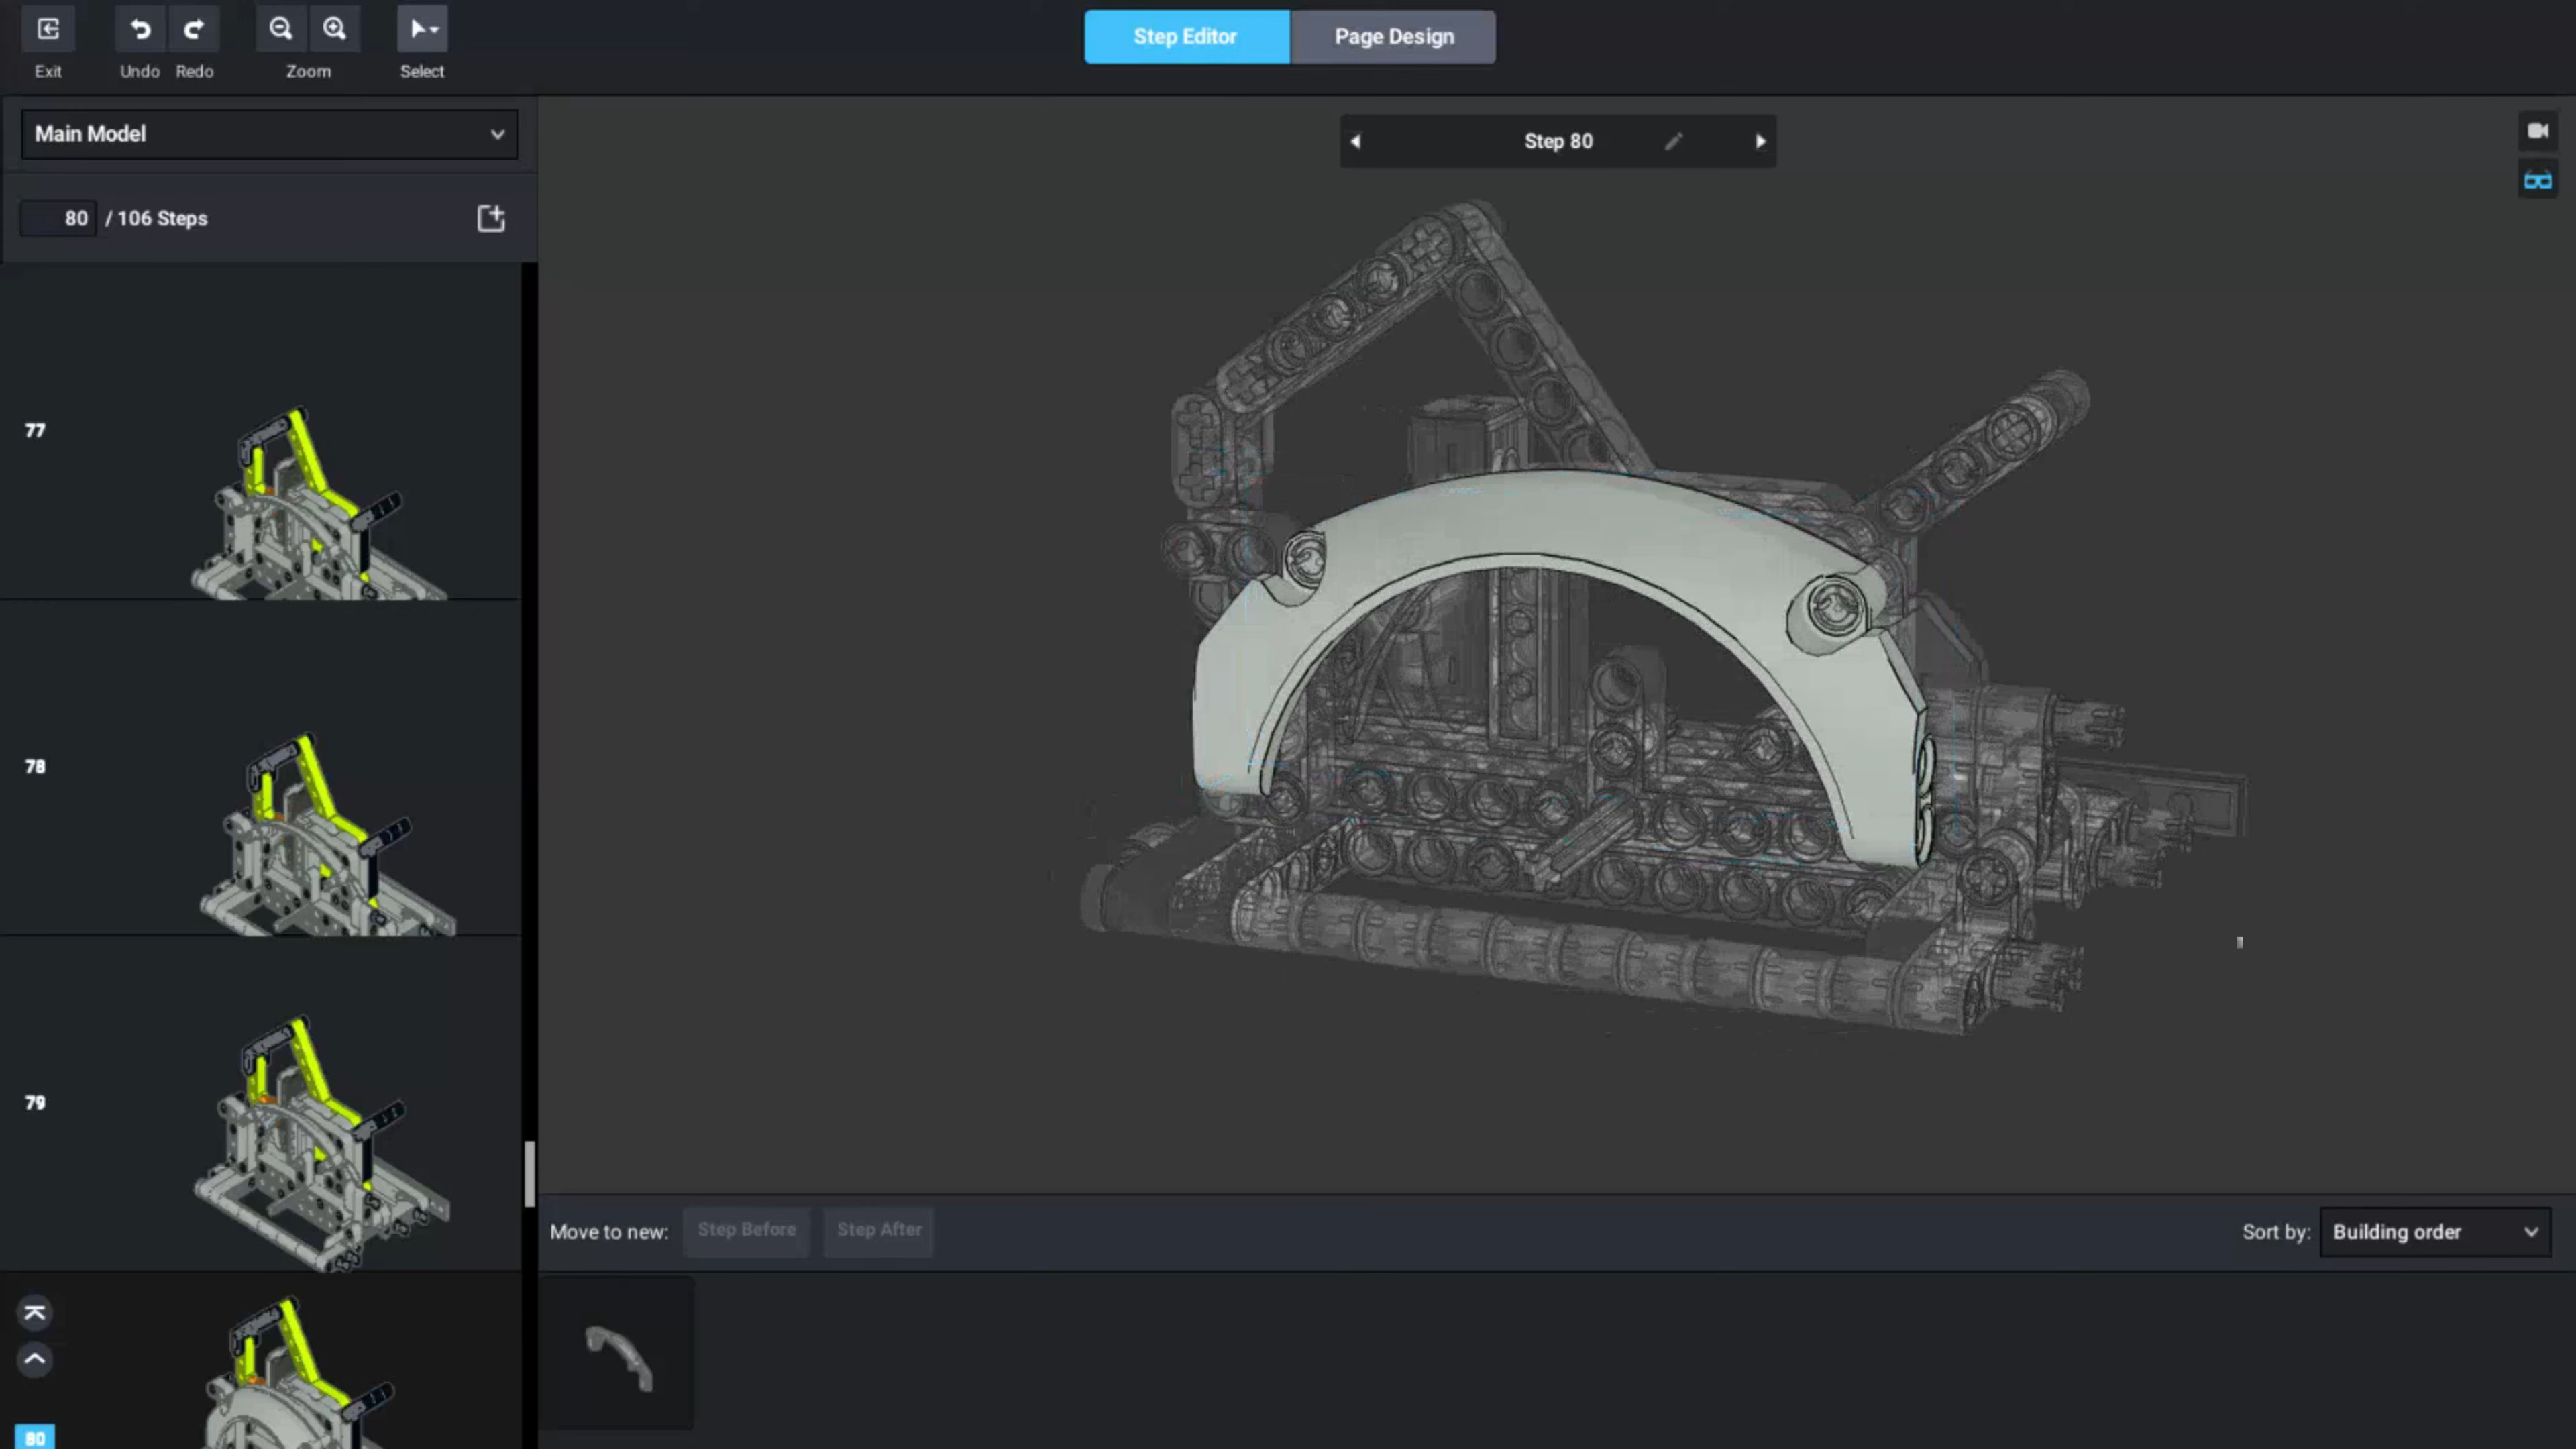 Step Editor
Page Design
Exit
Undo
Redo
Zoom
Select
Main Model
Step 80
80 / 106 Steps
77
78
79
Move to new:
Step Before
Step After
Sort by:
Building order
80